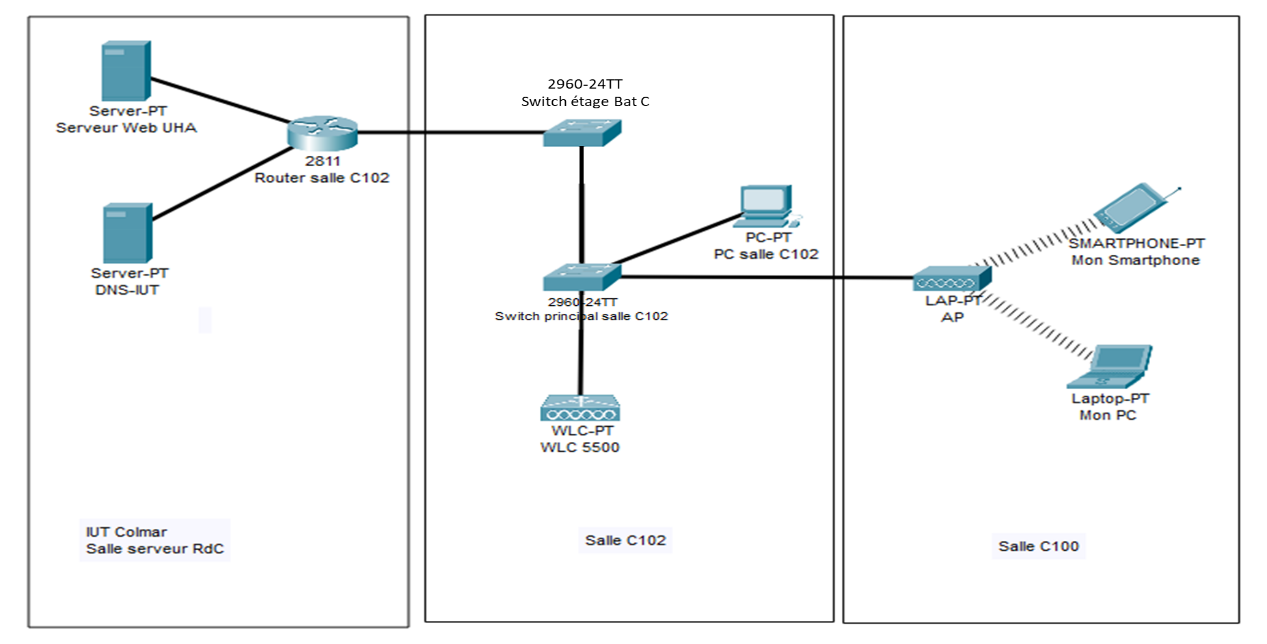 Server-PT
Serveur Web UHA
2811
Router salle C102
Server-PT
DNS-IUT
IUT Colmar
Salle serveur RdC
2960-24TT
Switch étage Bat C
PC-PT
PC salle C102
2960-24TT
Switch principal salle C102
WLC-PT
WLC 5500
Salle C102
SMARTPHONE-PT
Mon Smartphone
LAP-PT
AP
Laptop-PT
Mon PC
Salle C100